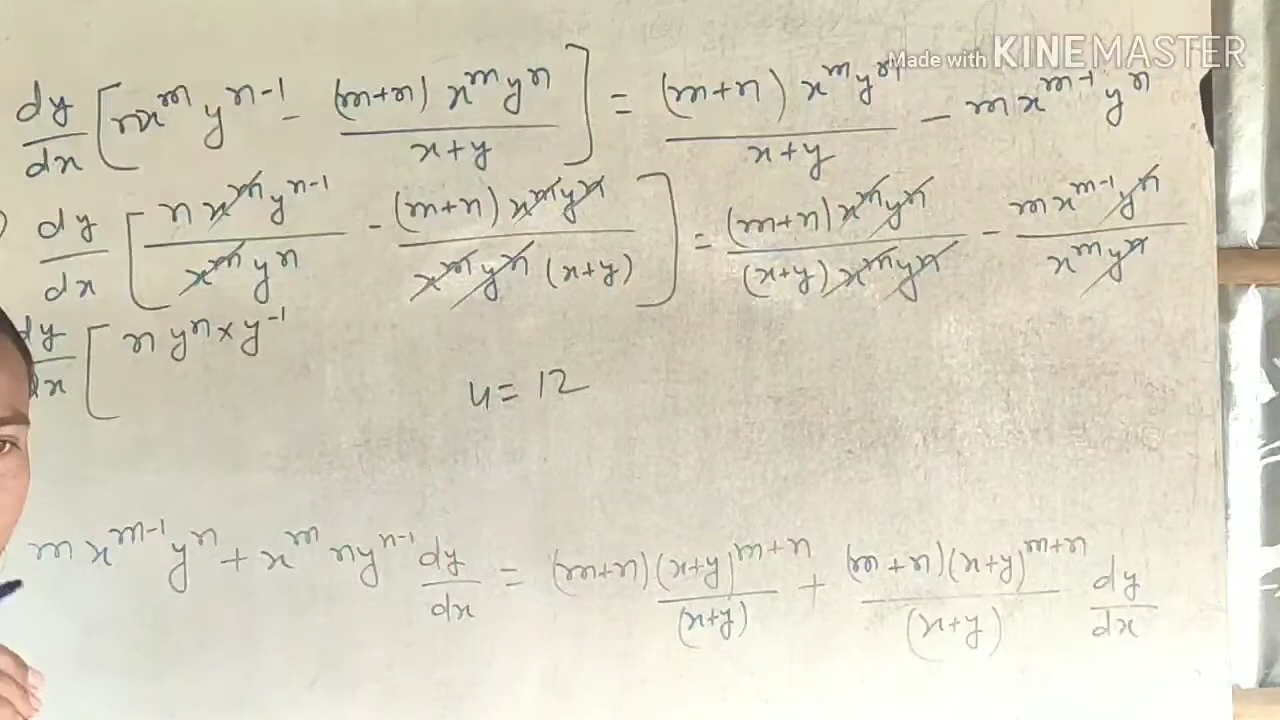 Made with KINEMASTER
dy/dx [nx^m y^(n-1) - (m+n) x^m y^n / x+y] = (m+n) x^m y^n / x+y - m x^(m-1) y^n
) dy/dx [n x^m y^(n-1) / x^m y^n - (m+n) x^m y^n / x^m y^n (x+y)] = (m+n) x^m y^n / (x+y) x^m y^n - m x^(m-1) y^n / x^m y^n
dy/dx [n y^n × y^-1
u = 12
m x^(m-1) y^n + x^m n y^(n-1) dy/dx = (m+n)(x+y)^(m+n) / (x+y) + (m+n)(x+y)^(m+n) / (x+y) dy/dx